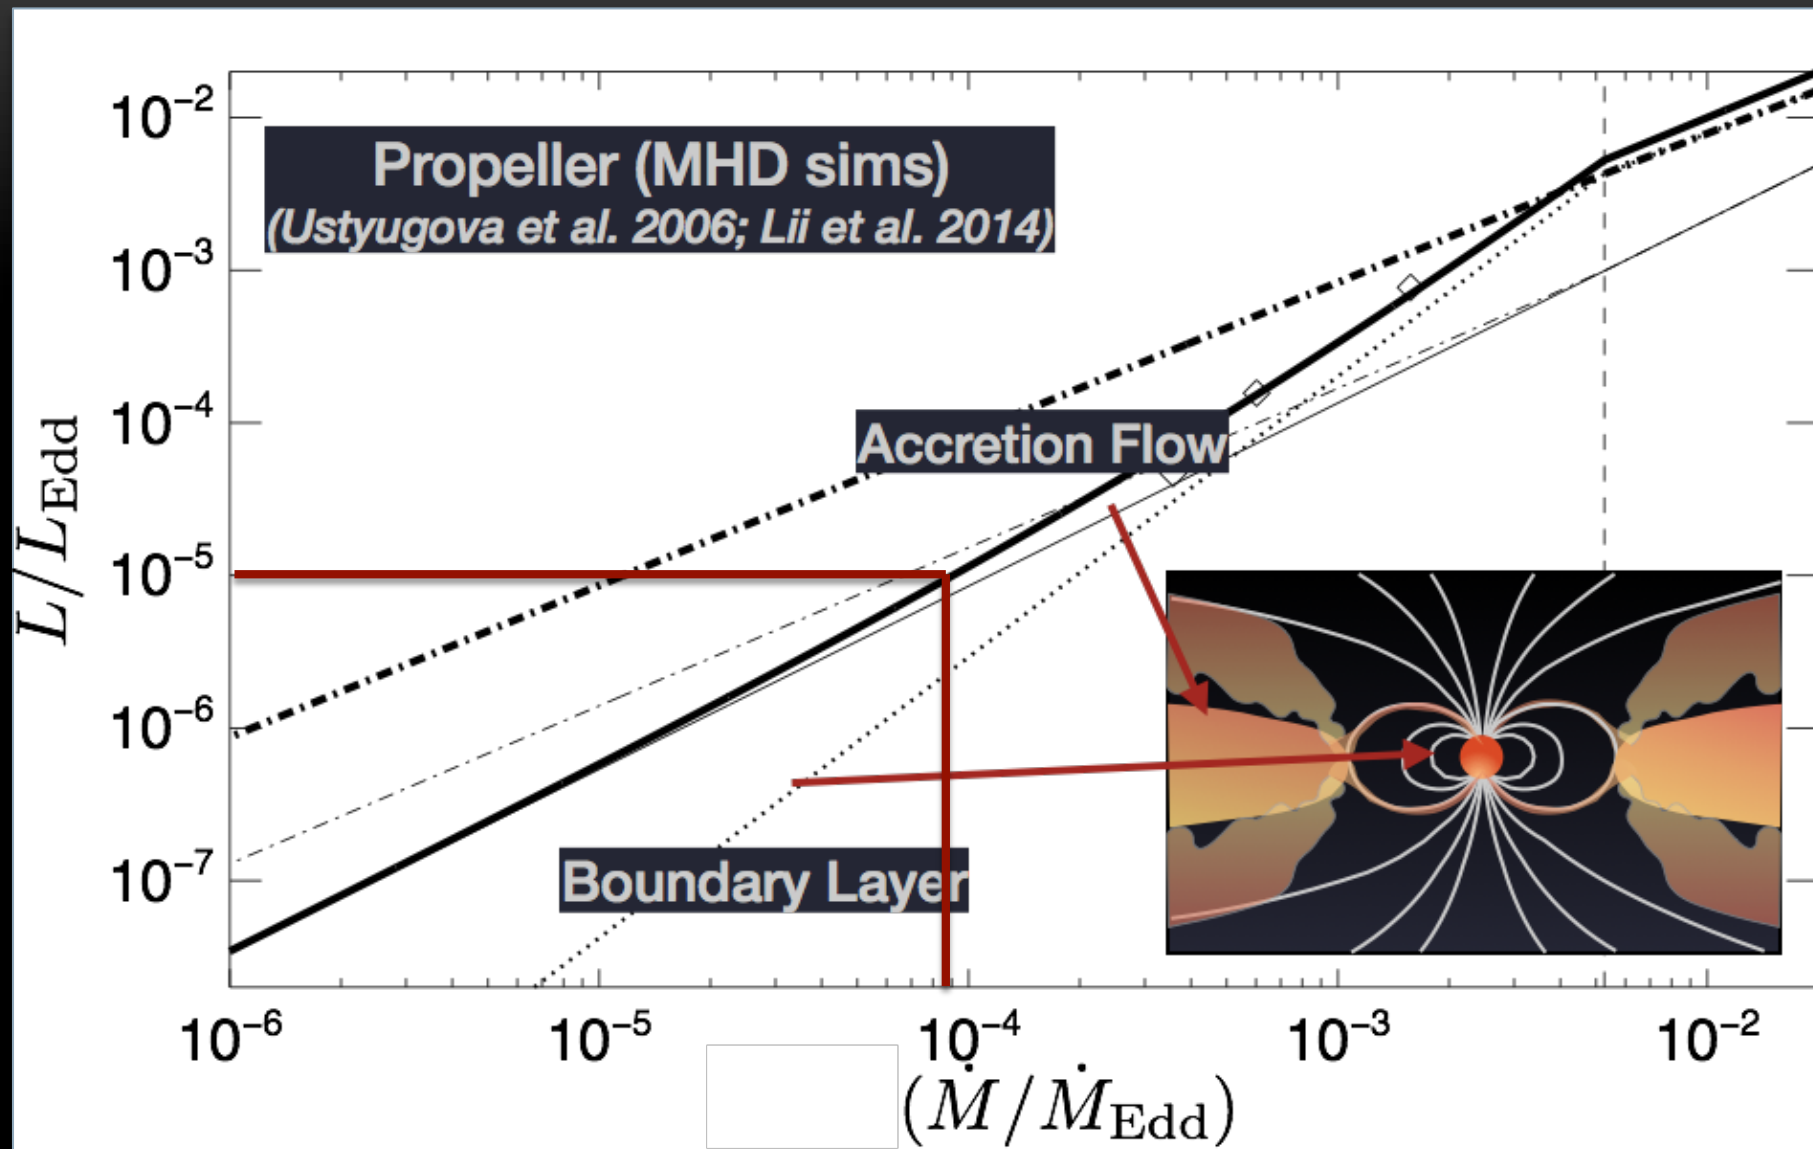 10⁻²
Propeller (MHD sims)
(Ustyugova et al. 2006; Lii et al. 2014)
10⁻³
10⁻⁴
Accretion Flow
L/L_Edd
10⁻⁵
10⁻⁶
10⁻⁷
Boundary Layer
10⁻⁶ 10⁻⁵ 10⁻⁴ 10⁻³ 10⁻²
(Ṁ/Ṁ_Edd)